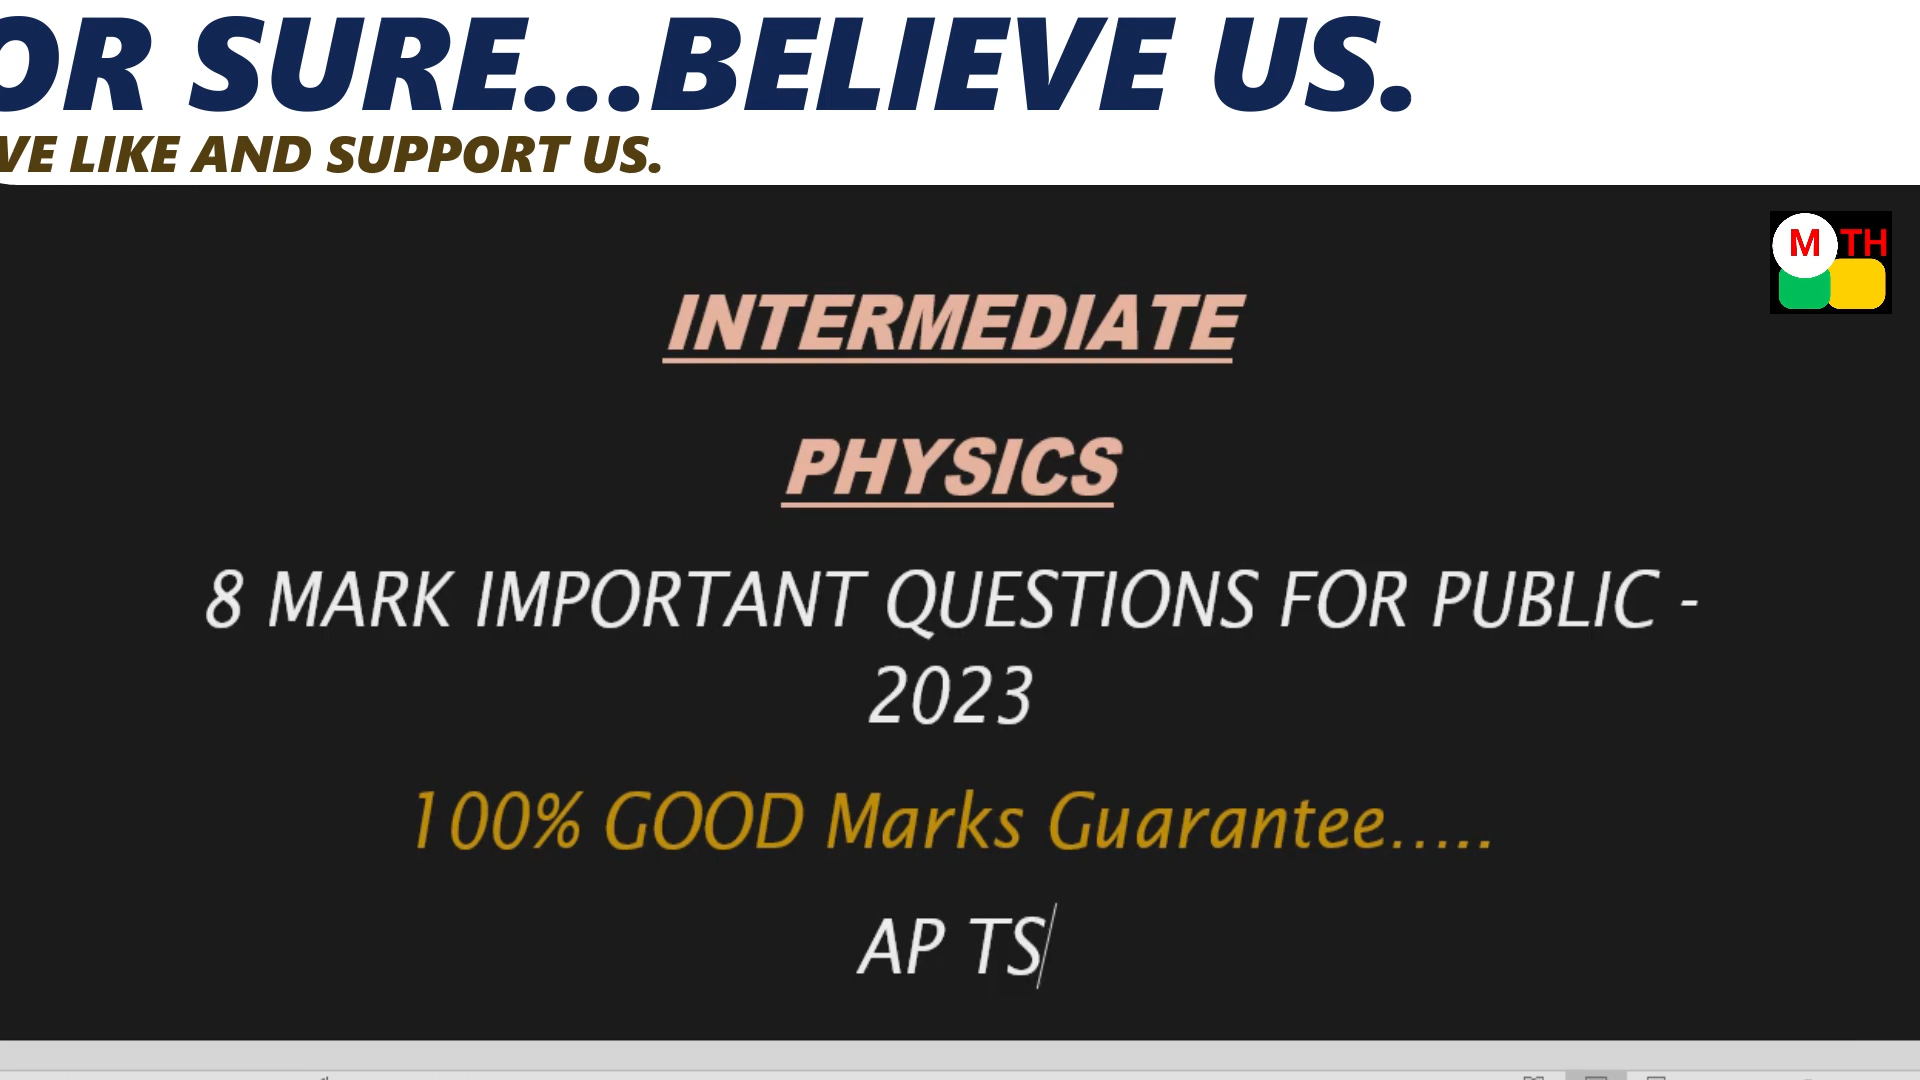 OR SURE...BELIEVE US.
VE LIKE AND SUPPORT US.
M TH
INTERMEDIATE
PHYSICS
8 MARK IMPORTANT QUESTIONS FOR PUBLIC -
2023
100% GOOD Marks Guarantee.....
AP TS